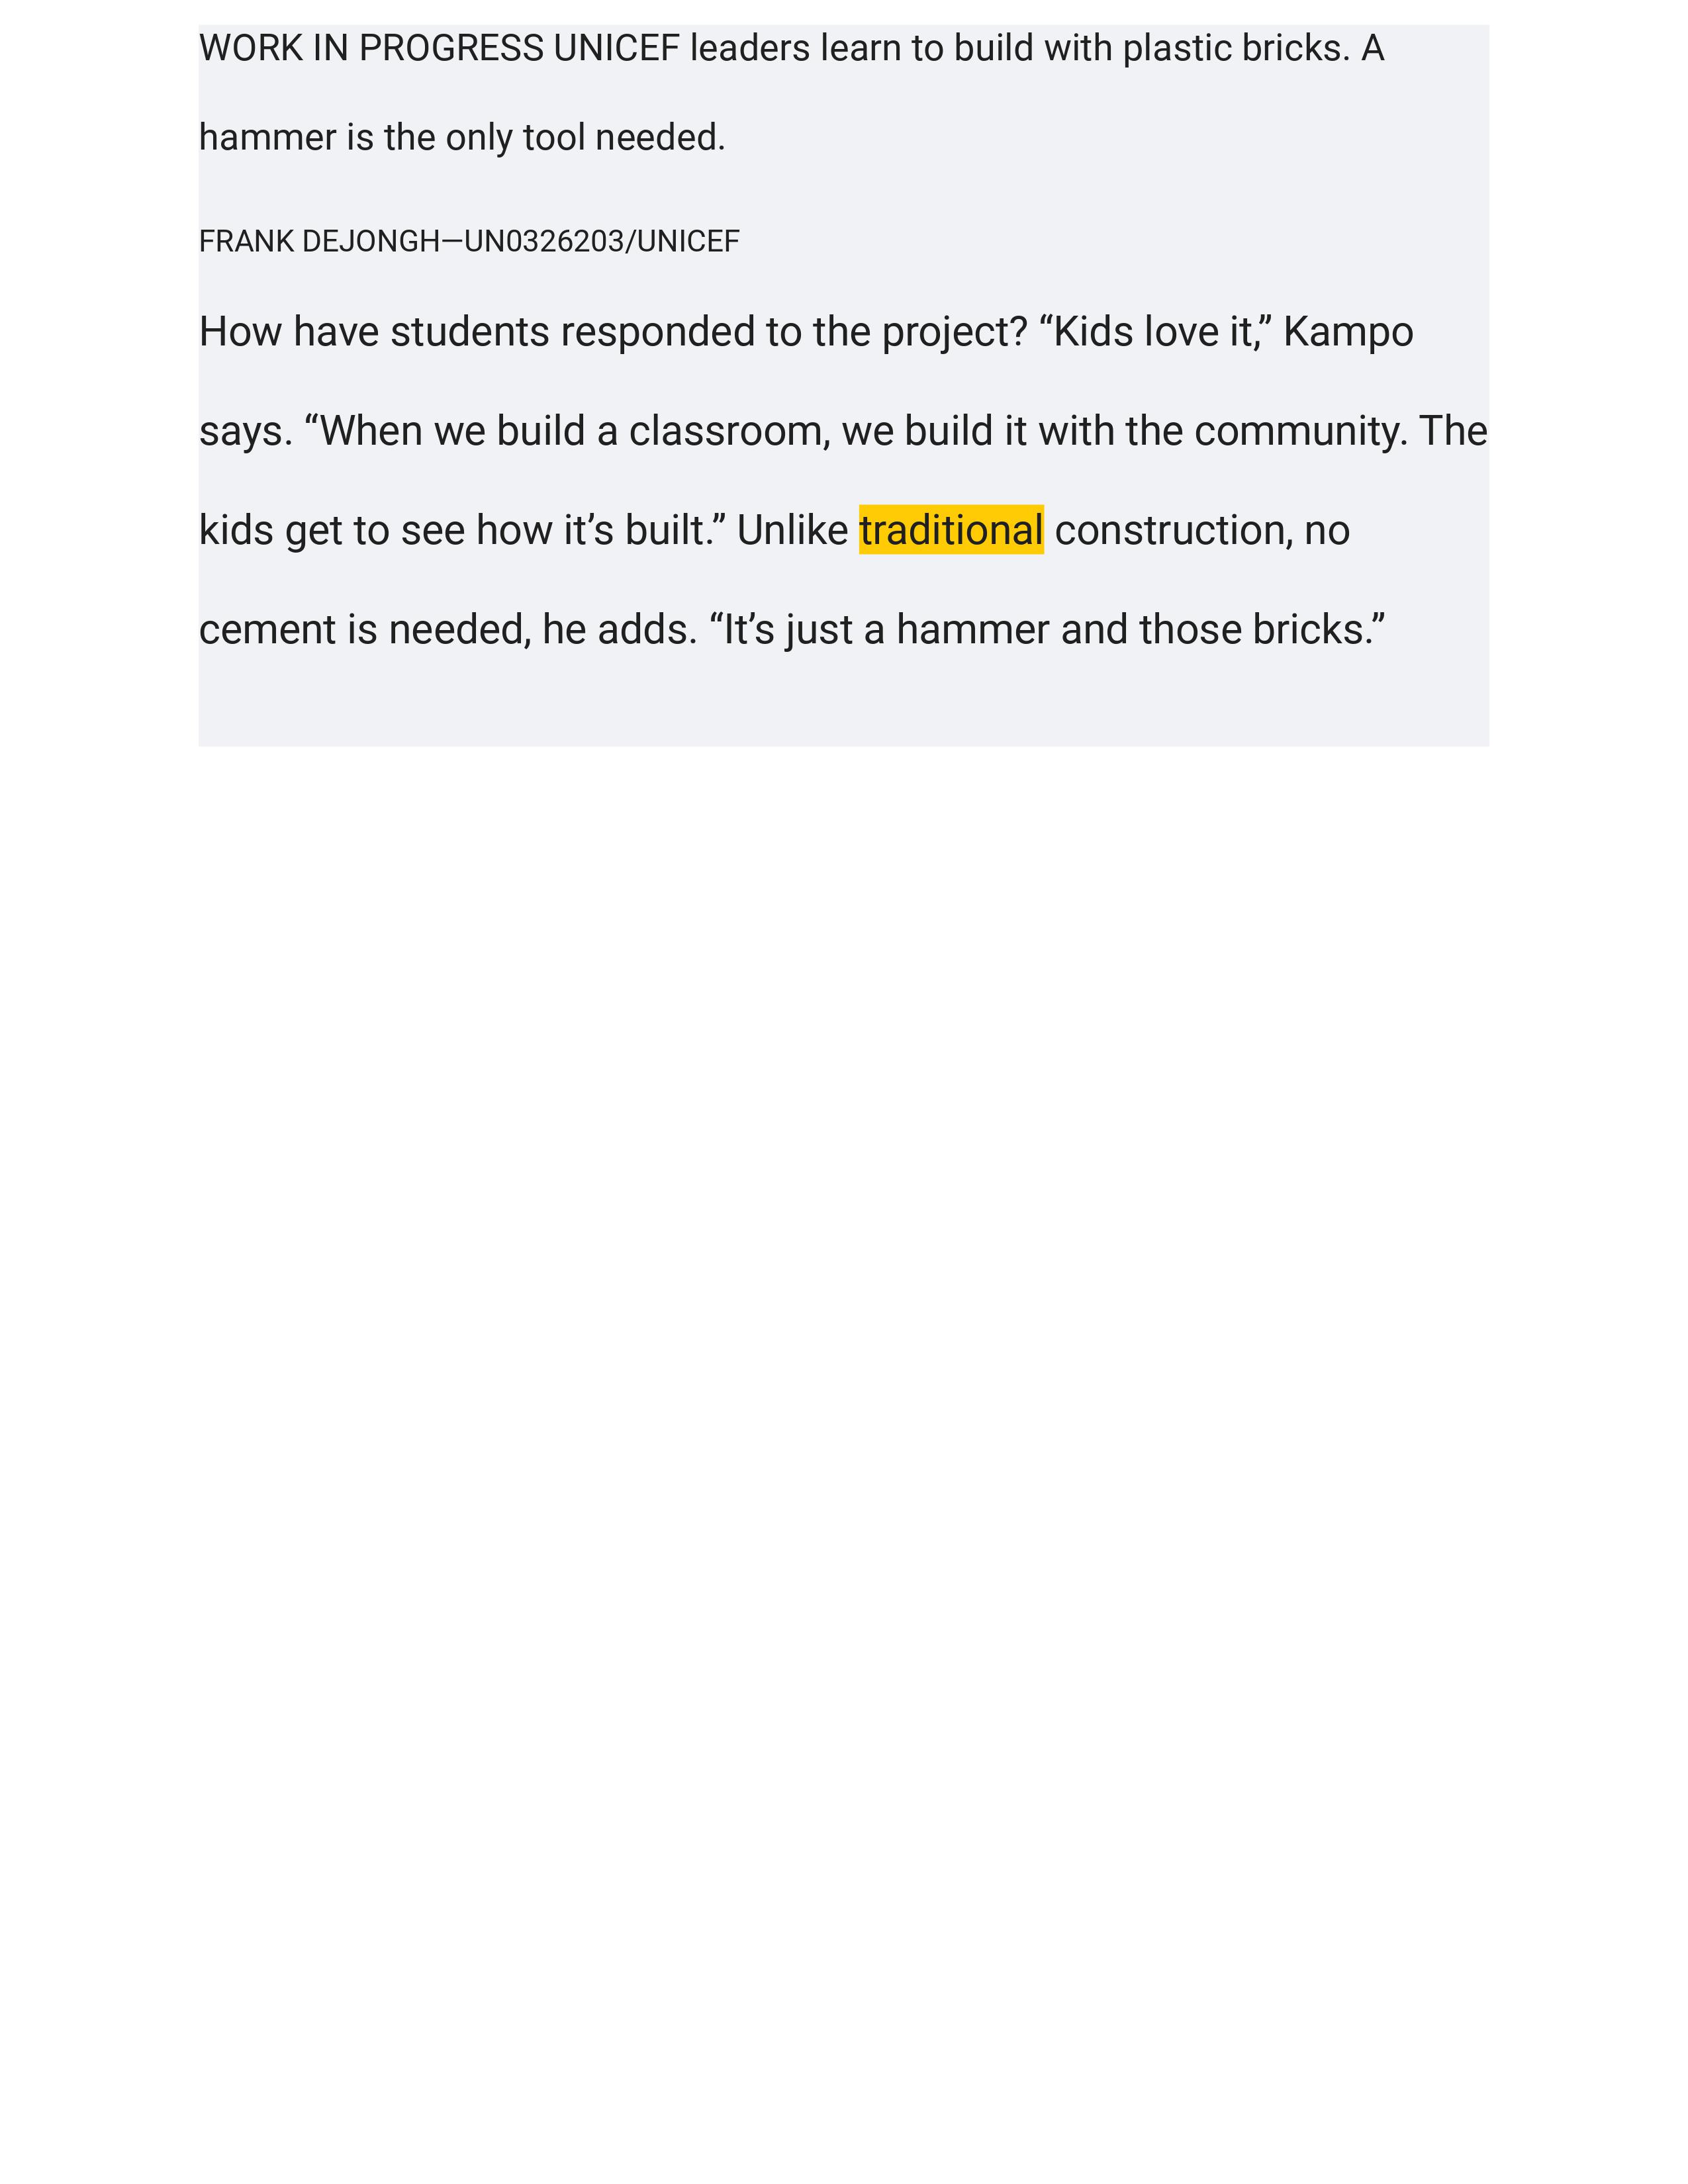 WORK IN PROGRESS UNICEF leaders learn to build with plastic bricks. A
hammer is the only tool needed.
FRANK DEJONGH—UN0326203/UNICEF
How have students responded to the project? “Kids love it,” Kampo
says. “When we build a classroom, we build it with the community. The
kids get to see how it’s built.” Unlike traditional construction, no
cement is needed, he adds. “It’s just a hammer and those bricks.”